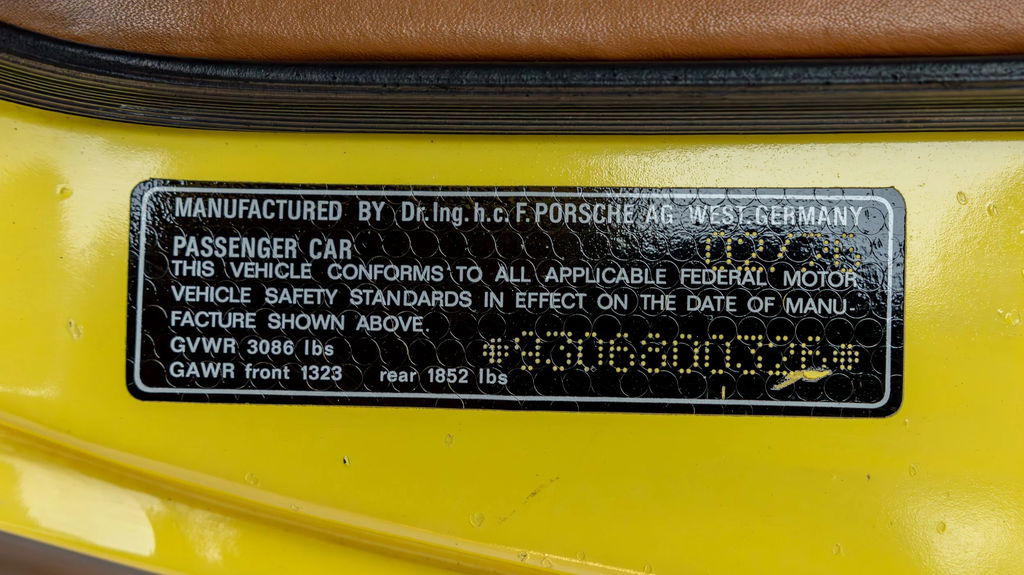 MANUFACTURED BY Dr. Ing. h.c. F. PORSCHE AG WEST GERMANY
PASSENGER CAR 02/76
THIS VEHICLE CONFORMS TO ALL APPLICABLE FEDERAL MOTOR
VEHICLE SAFETY STANDARDS IN EFFECT ON THE DATE OF MANU-
FACTURE SHOWN ABOVE.
GVWR 3086 lbs
GAWR front 1323 rear 1852 lbs